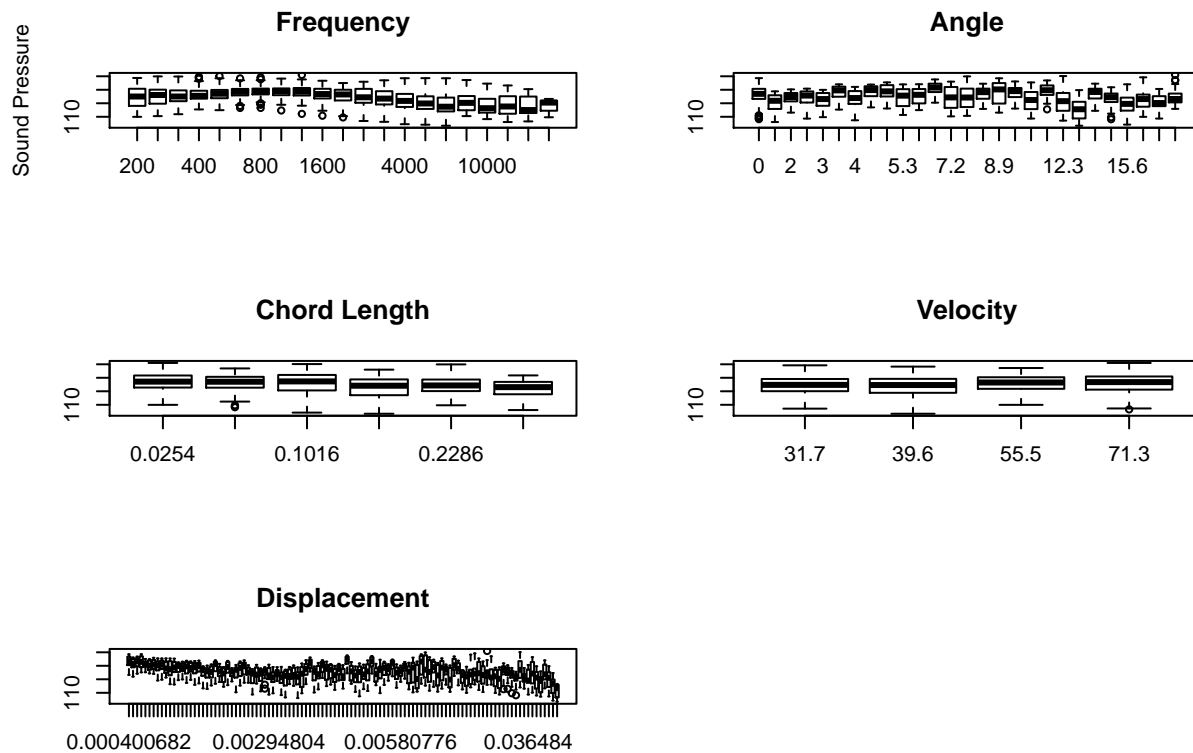 Frequency
Angle
Sound Pressure
110
200 400 800 1600 4000 10000
110
0 2 3 4 5.3 7.2 8.9 12.3 15.6
Chord Length
Velocity
110
0.0254 0.1016 0.2286
110
31.7 39.6 55.5 71.3
Displacement
110
0.000400682 0.00294804 0.00580776 0.036484